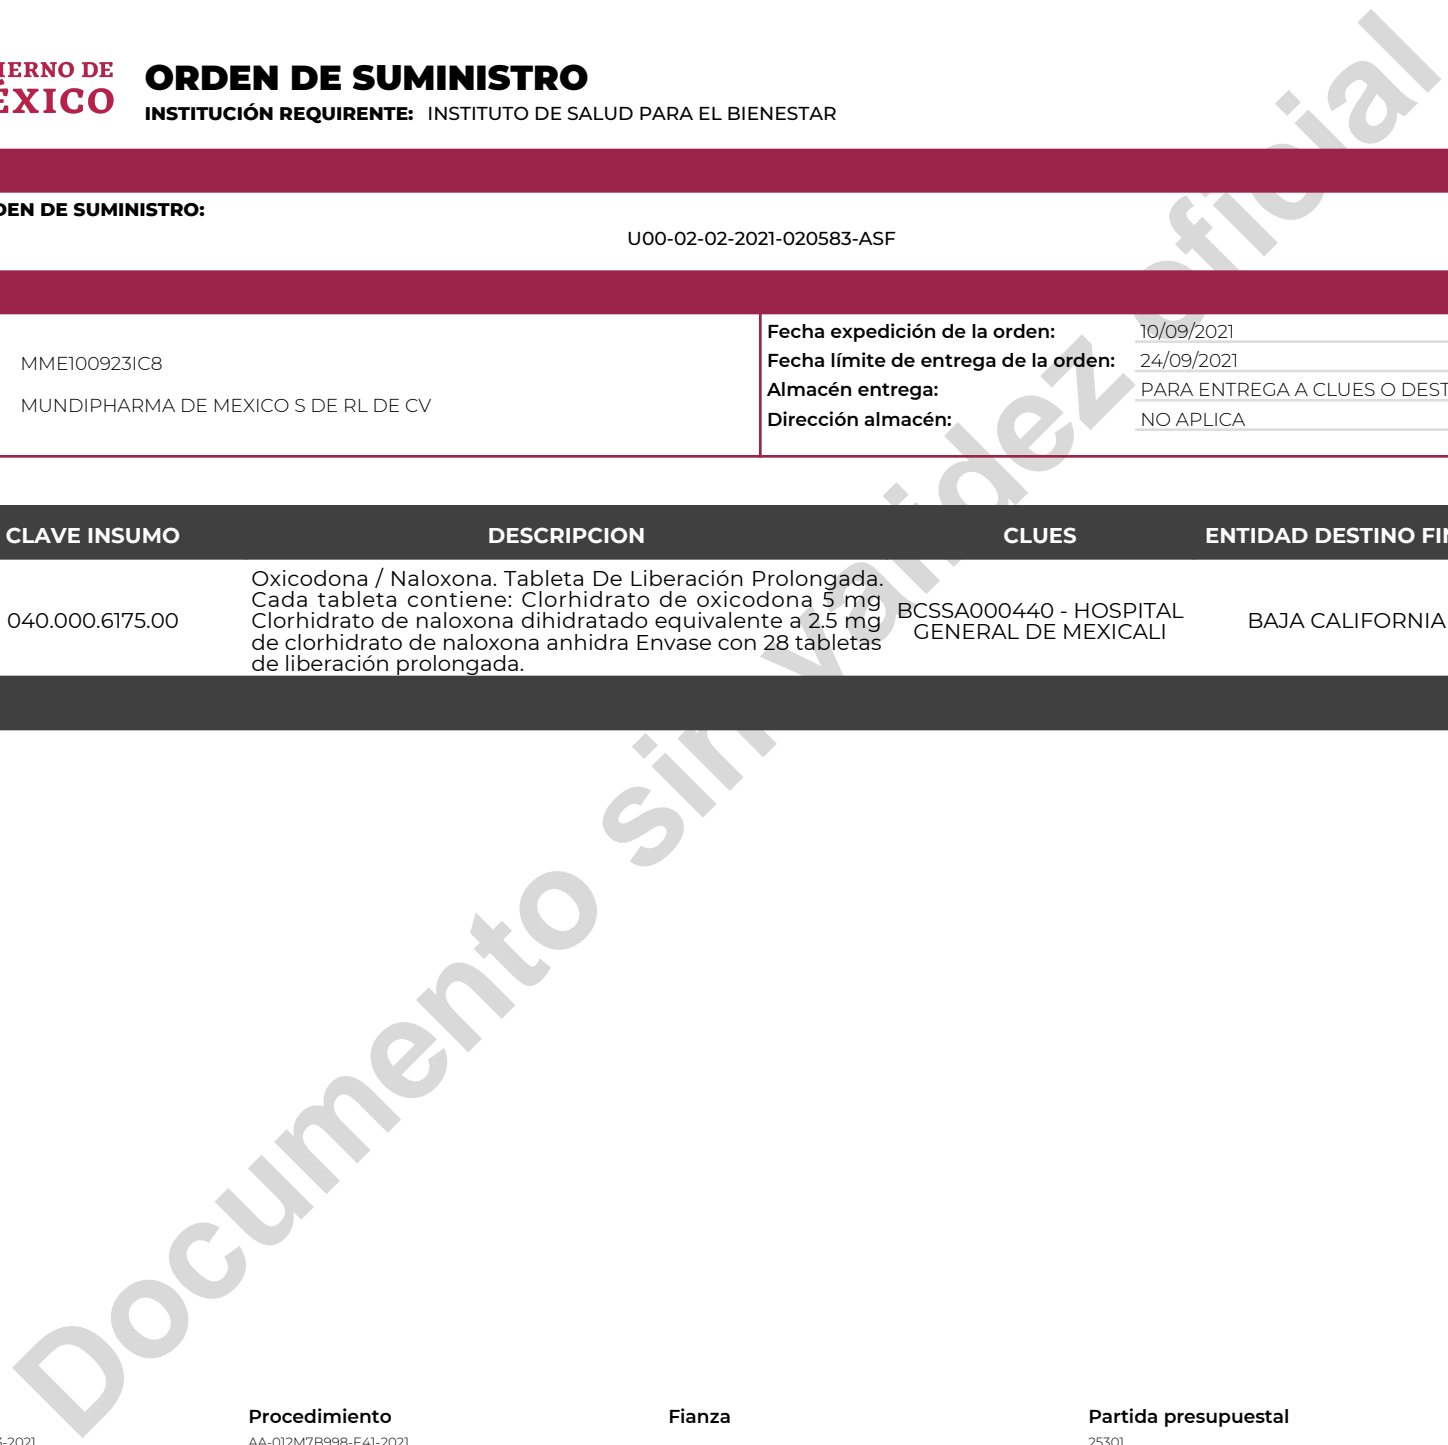 ORDEN DE SUMINISTRO
INSTITUCIÓN REQUIRENTE: INSTITUTO DE SALUD PARA EL BIENESTAR
DE SUMINISTRO:
U00-02-02-2021-020583-ASF
MME100923IC8
MUNDIPHARMA DE MEXICO S DE RL DE CV
Fecha expedición de la orden: 10/09/2021
Fecha límite de entrega de la orden: 24/09/2021
Almacén entrega: PARA ENTREGA A CLUES O DEST
Dirección almacén: NO APLICA
CLAVE INSUMO DESCRIPCION CLUES ENTIDAD DESTINO
040.000.6175.00
Oxicodona / Naloxona. Tableta De Liberación Prolongada.
Cada tableta contiene: Clorhidrato de oxicodona 5 mg
Clorhidrato de naloxona dihidratado equivalente a 2.5 mg
de clorhidrato de naloxona anhidra Envase con 28 tabletas
de liberación prolongada.
BCSSA000440 - HOSPITAL
GENERAL DE MEXICALI
BAJA CALIFORNIA
Documento sin validez oficial
Procedimiento Fianza Partida presupuestal
AA-012M7B998-E41-2021
25301